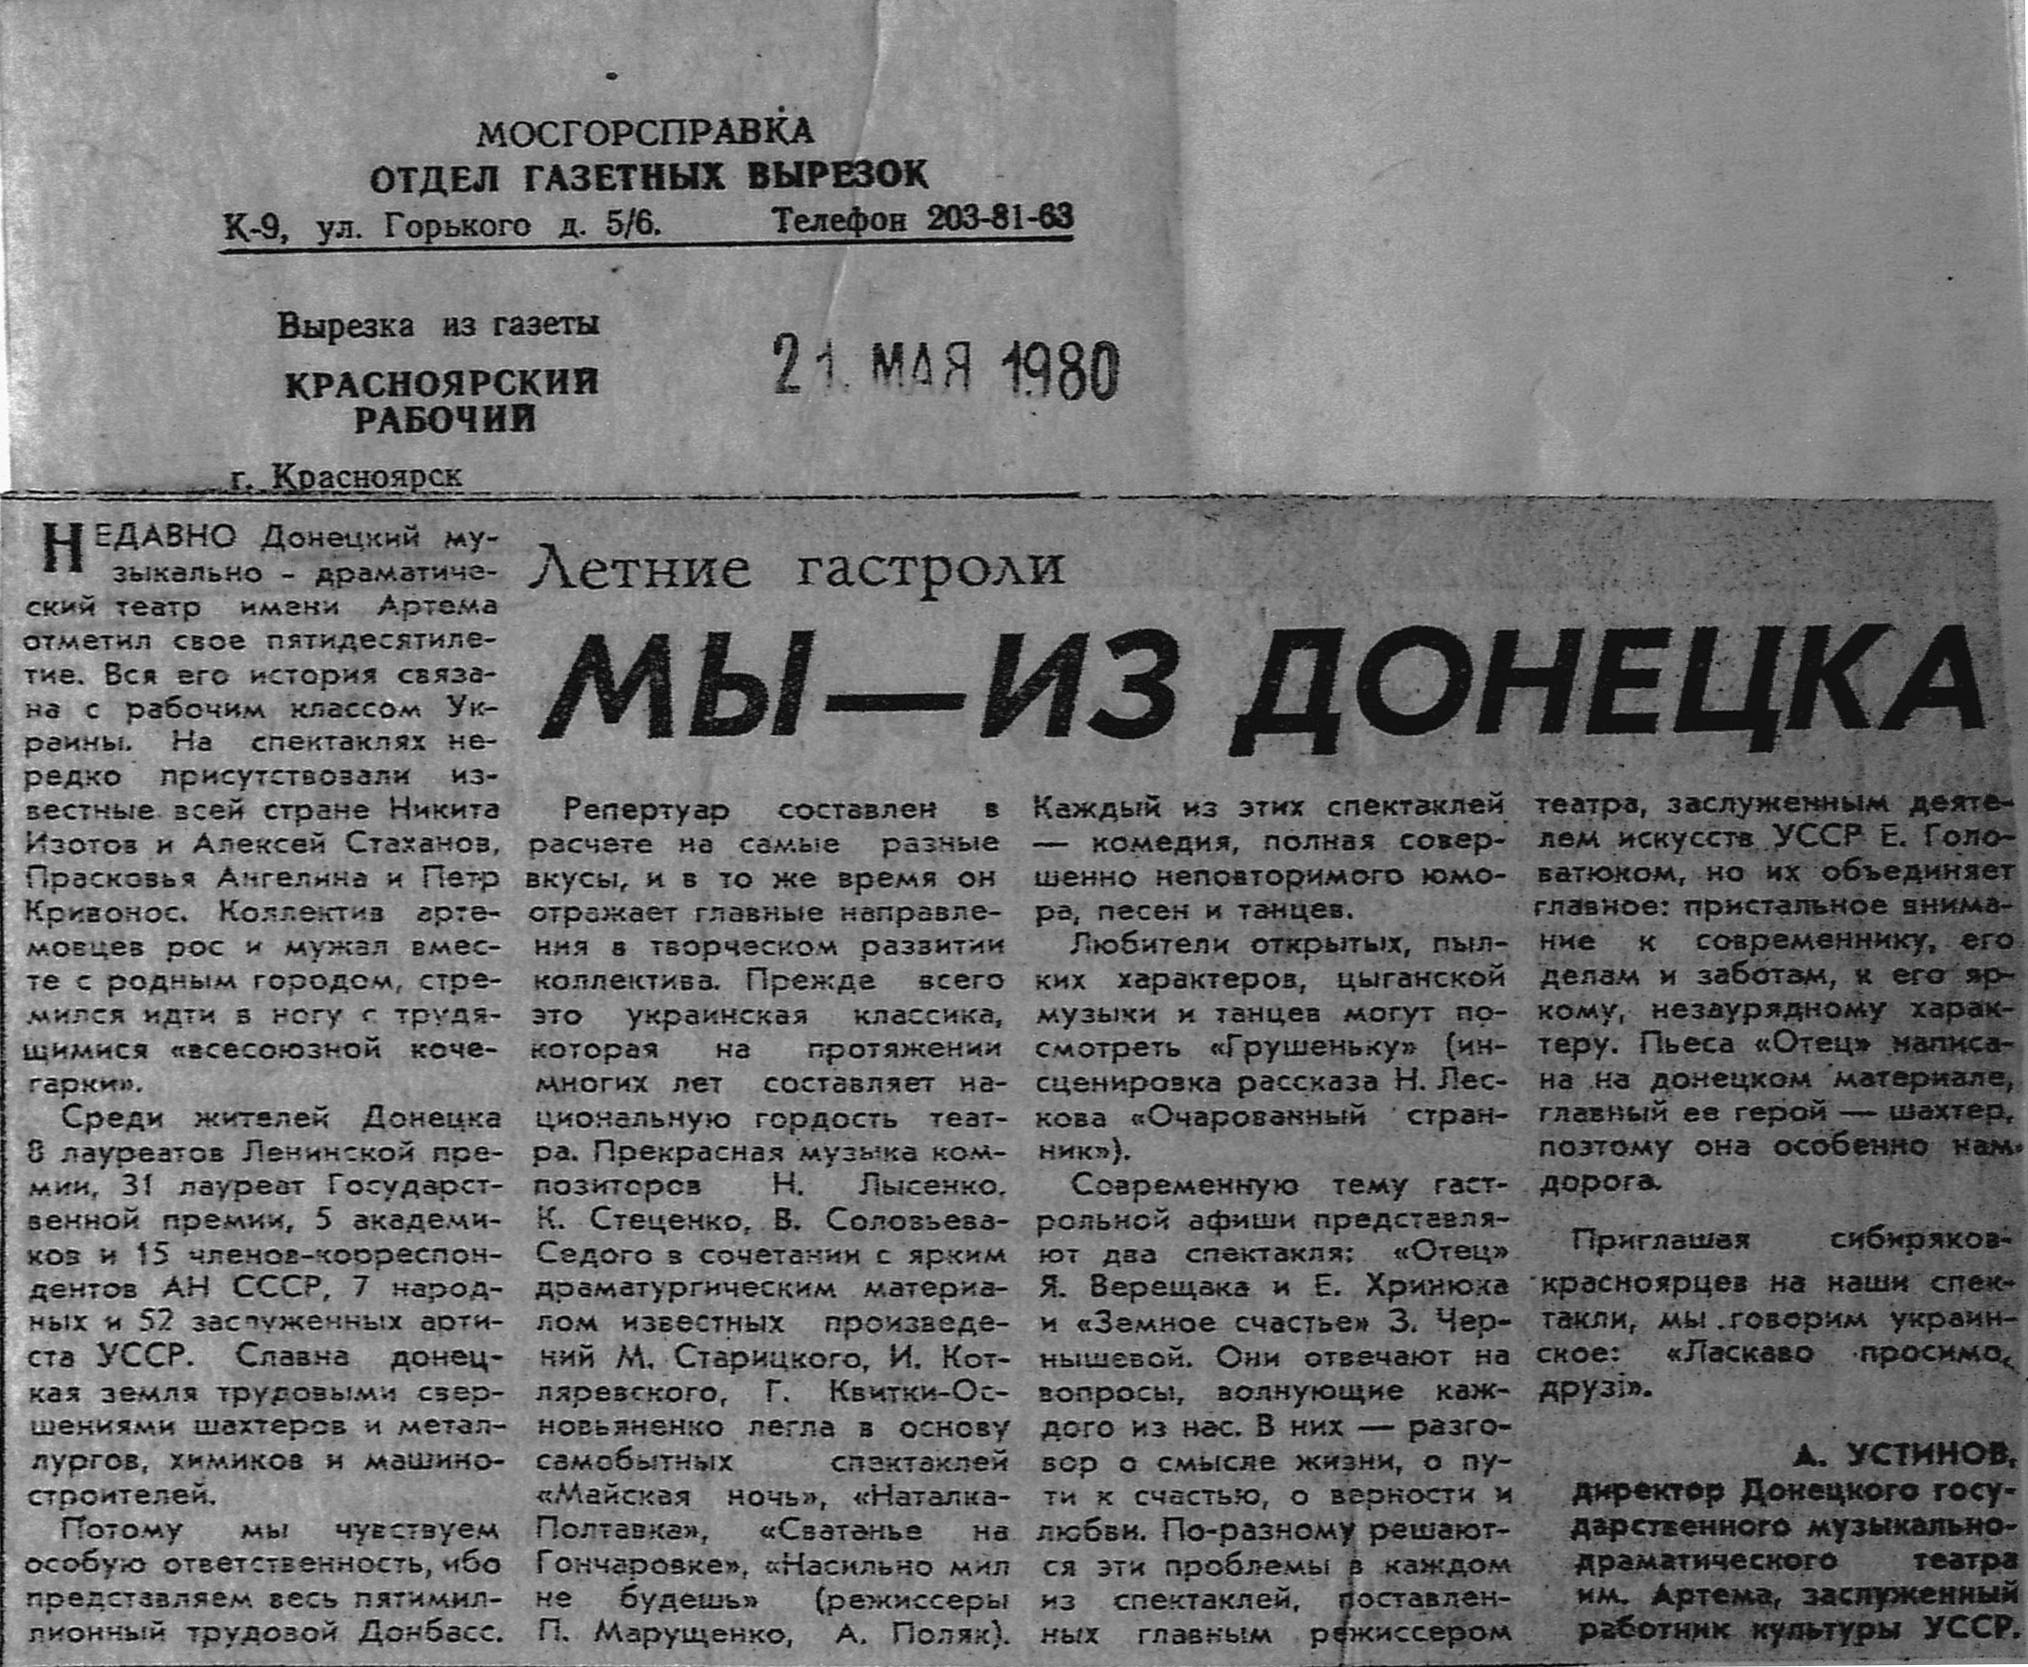 МОСГОРСПРАВКА
ОТДЕЛ ГАЗЕТНЫХ ВЫРЕЗОК
К-9, ул. Горького д. 5/6. Телефон 203-81-63
Вырезка из газеты
КРАСНОЯРСКИЙ
РАБОЧИЙ
21. МАЯ 1980
г. Красноярск
Летние гастроли
МЫ — ИЗ ДОНЕЦКА
НЕДАВНО Донецкий му-
зыкально - драматиче-
ский театр имени Артема
отметил свое пятидесятиле-
тие. Вся его история связа-
на с рабочим классом Ук-
раины. На спектаклях не-
редко присутствовали из-
вестные всей стране Никита
Изотов и Алексей Стаханов,
Прасковья Ангелина и Петр
Кривонос. Коллектив арте-
мовцев рос и мужал вмес-
те с родным городом, стре-
мился идти в ногу с трудя-
щимися «всесоюзной коче-
гарки».
Среди жителей Донецка
8 лауреатов Ленинской пре-
мии, 31 лауреат Государст-
венной премии, 5 академи-
ков и 15 членов-корреспон-
дентов АН СССР, 7 народ-
ных и 52 заслуженных арти-
ста УССР. Славна донец-
кая земля трудовыми свер-
шениями шахтеров и метал-
лургов, химиков и машино-
строителей.
Потому мы чувствуем
особую ответственность, ибо
представляем весь пятимил-
лионный трудовой Донбасс.
Репертуар составлен в
расчете на самые разные
вкусы, и в то же время он
отражает главные направле-
ния в творческом развитии
коллектива. Прежде всего
это украинская классика,
которая на протяжении
многих лет составляет на-
циональную гордость теат-
ра. Прекрасная музыка ком-
позиторов Н. Лысенко,
К. Стеценко, В. Соловьева-
Седого в сочетании с ярким
драматургическим материа-
лом известных произведе-
ний М. Старицкого, И. Кот-
ляревского, Г. Квитки-Ос-
новьяненко легла в основу
самобытных спектаклей
«Майская ночь», «Наталка-
Полтавка», «Сватанье на
Гончаровке», «Насильно мил
не будешь» (режиссеры
П. Марущенко, А. Поляк).
Каждый из этих спектаклей
— комедия, полная совер-
шенно неповторимого юмо-
ра, песен и танцев.
Любители открытых, пыл-
ких характеров, цыганской
музыки и танцев могут по-
смотреть «Грушеньку» (ин-
сценировка рассказа Н. Лес-
кова «Очарованный стран-
ник»).
Современную тему гаст-
рольной афиши представля-
ют два спектакля: «Отец»
Я. Верещака и Е. Хринюка
и «Земное счастье» З. Чер-
нышевой. Они отвечают на
вопросы, волнующие каж-
дого из нас. В них — разго-
вор о смысле жизни, о пу-
ти к счастью, о верности и
любви. По-разному решают-
ся эти проблемы в каждом
из спектаклей, поставлен-
ных главным режиссером
театра, заслуженным деяте-
лем искусств УССР Е. Голо-
ватюком, но их объединяет
главное: пристальное внима-
ние к современнику, его
делам и заботам, к его яр-
кому, незаурядному харак-
теру. Пьеса «Отец» написа-
на на донецком материале,
главный ее герой — шахтер,
поэтому она особенно нам
дорога.
Приглашая сибиряков-
красноярцев на наши спек-
такли, мы говорим украин-
ское: «Ласкаво просимо,
друзі».
А. УСТИНОВ,
директор Донецкого госу-
дарственного музыкально-
драматического театра
им. Артема, заслуженный
работник культуры УССР.